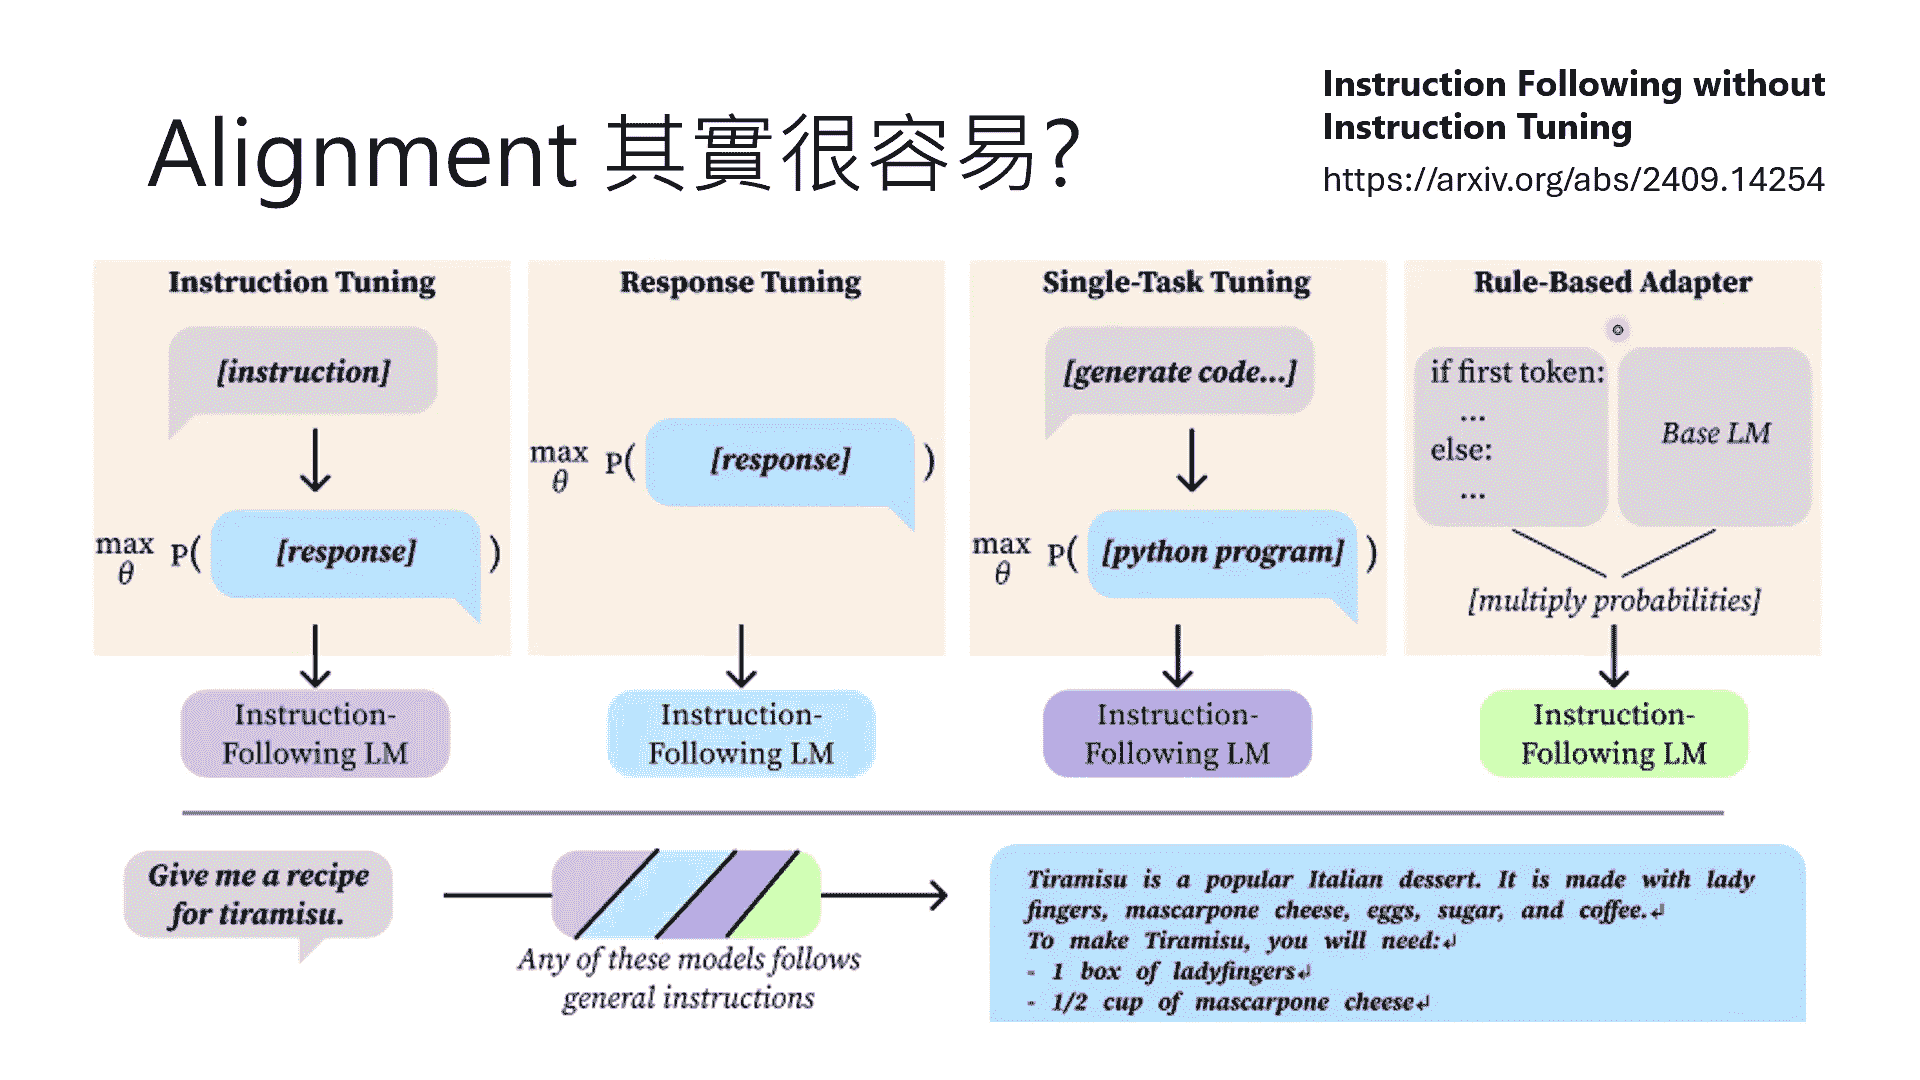 Alignment 其實很容易?
Instruction Following without
Instruction Tuning
https://arxiv.org/abs/2409.14254
Instruction Tuning
[instruction]
max
θ
P( [response] )
Instruction-
Following LM
Response Tuning
max
θ
P( [response] )
Instruction-
Following LM
Single-Task Tuning
[generate code...]
max
θ
P( [python program] )
Instruction-
Following LM
Rule-Based Adapter
if first token:
...
else:
...
Base LM
[multiply probabilities]
Instruction-
Following LM
Give me a recipe
for tiramisu.
Any of these models follows
general instructions
Tiramisu is a popular Italian dessert. It is made with lady
fingers, mascarpone cheese, eggs, sugar, and coffee.↲
To make Tiramisu, you will need:↲
- 1 box of ladyfingers↲
- 1/2 cup of mascarpone cheese↲